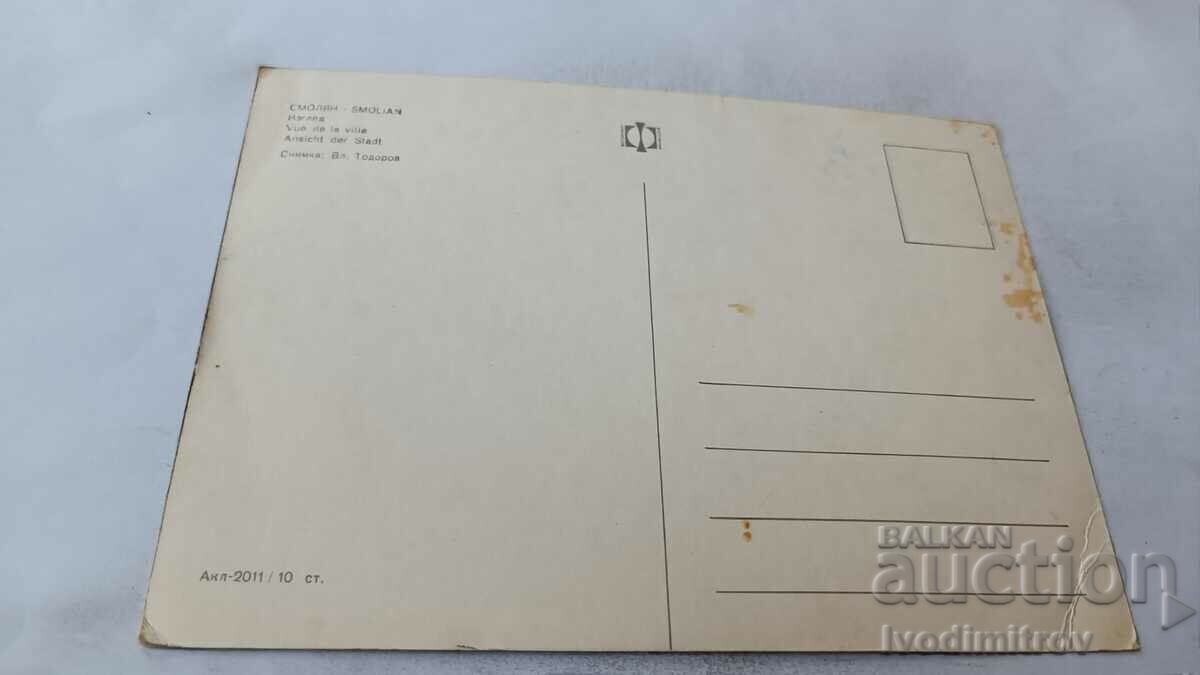 СМОЛЯН - SMOLIAN
Изглед
Vue de la ville
Ansicht der Stadt
Снимка: Вл. Тодоров
Акл-2011 / 10 ст.
BALKAN
auction
Ivodimitrov